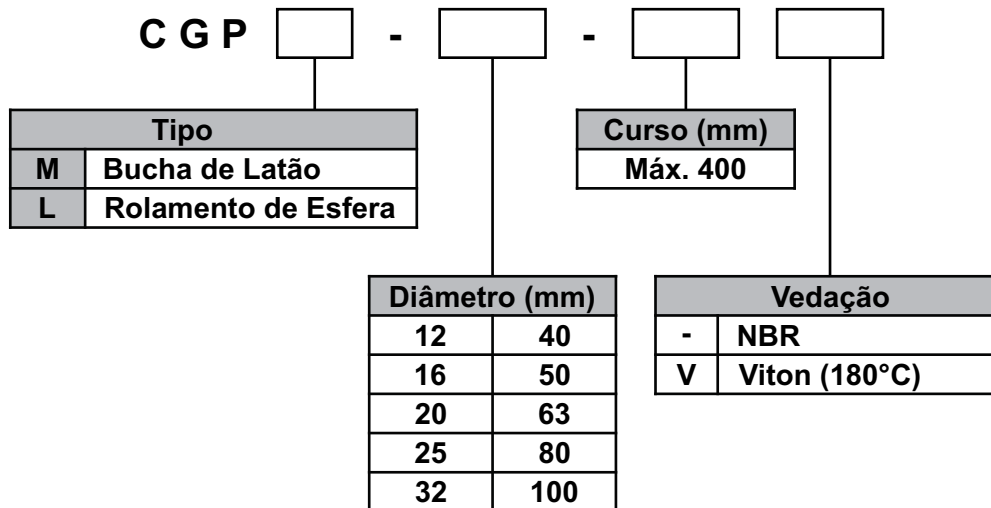 C G P - -
Tipo
M Bucha de Latão
L Rolamento de Esfera
Curso (mm)
Máx. 400
Diâmetro (mm)
12 40
16 50
20 63
25 80
32 100
Vedação
- NBR
V Viton (180°C)